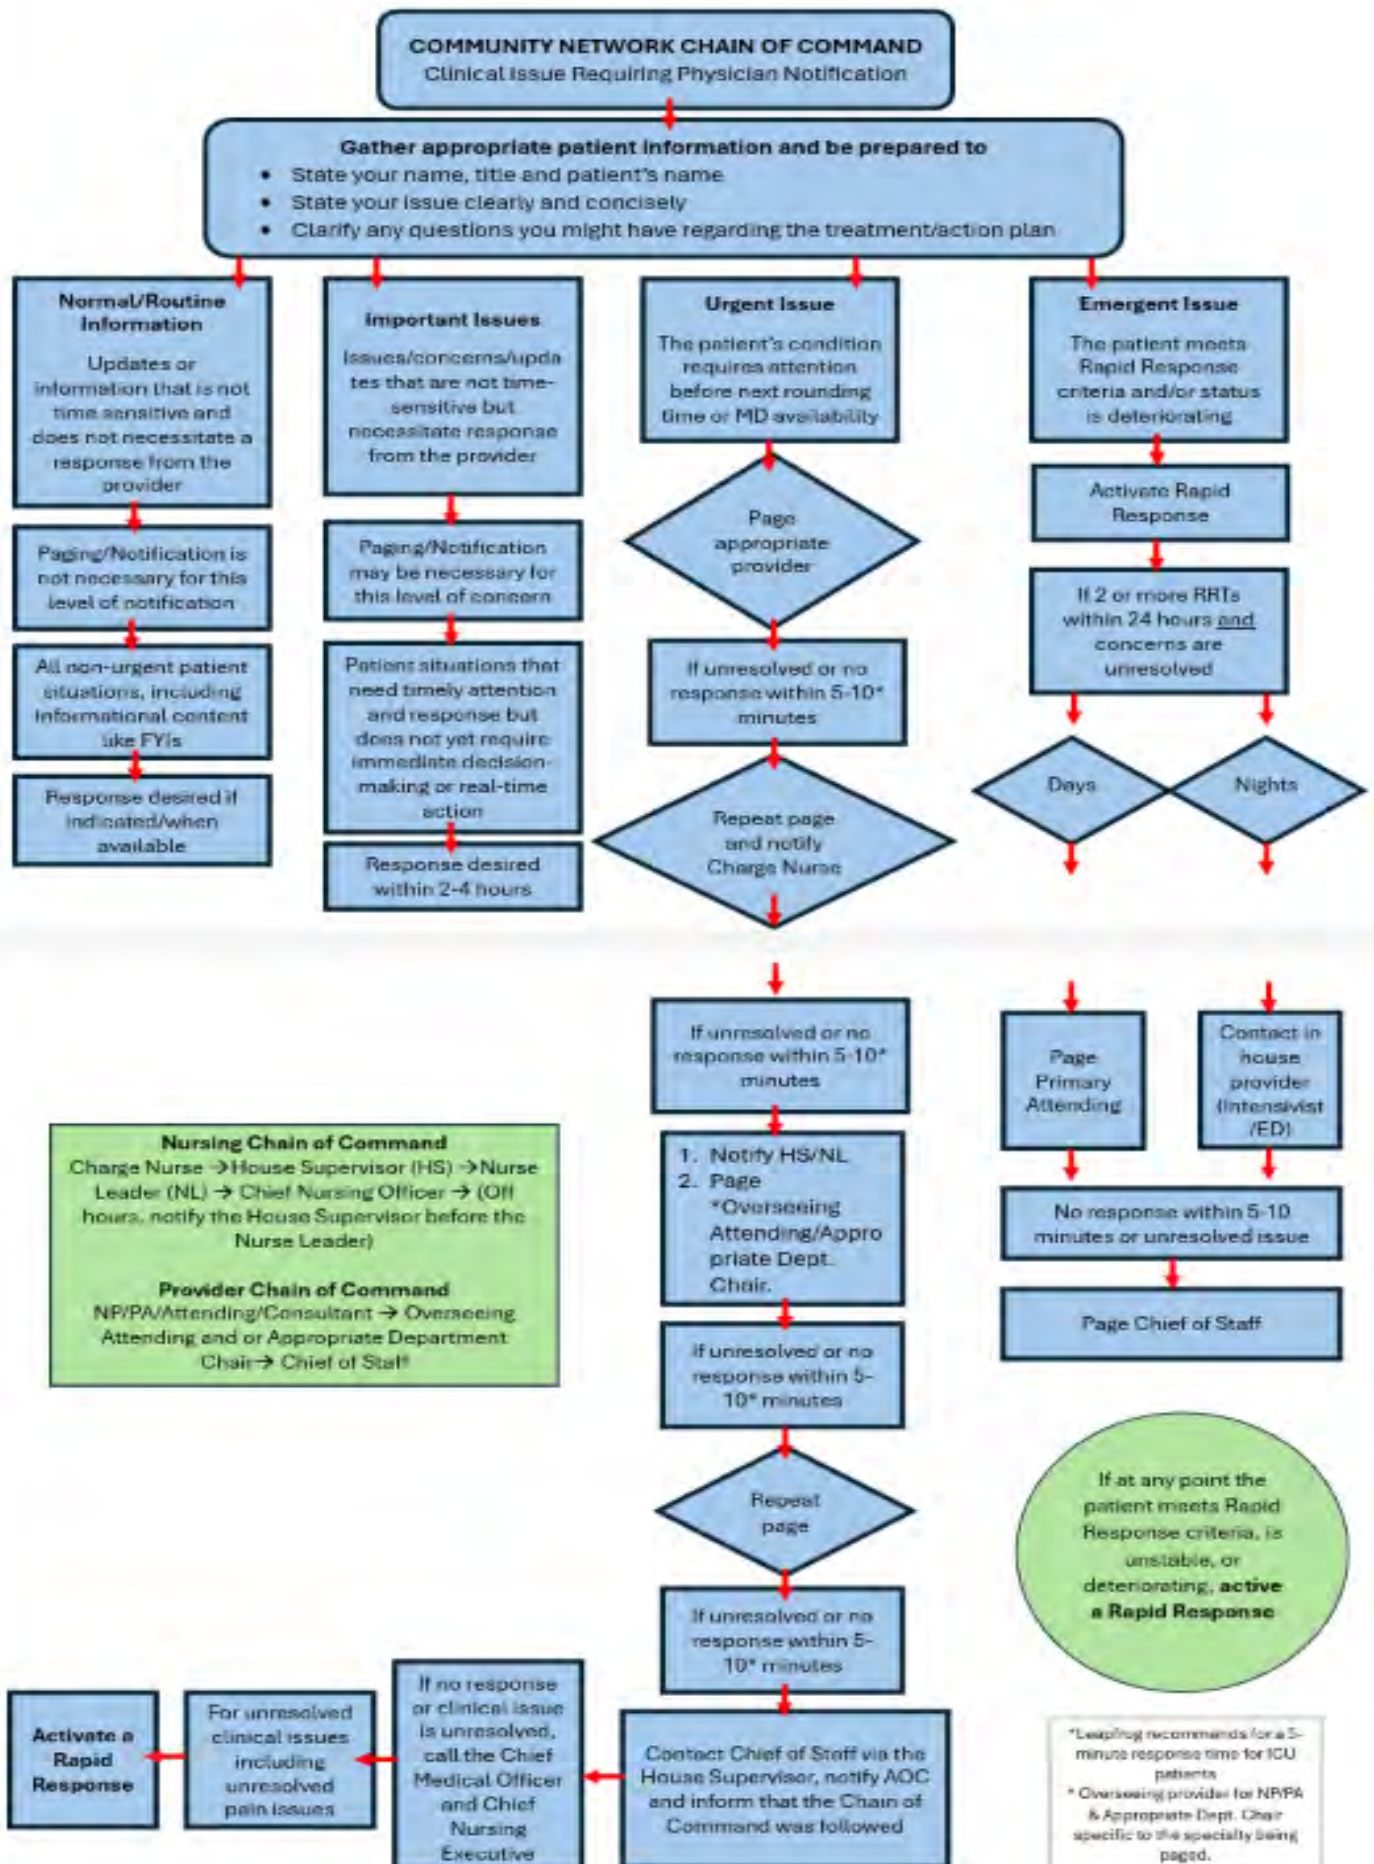 COMMUNITY NETWORK CHAIN OF COMMAND
Clinical Issue Requiring Physician Notification
Gather appropriate patient information and be prepared to
• State your name, title and patient's name
• State your issue clearly and concisely
• Clarify any questions you might have regarding the treatment/action plan
Normal/Routine
Information
Updates or
information that is not
time sensitive and
does not necessitate a
response from the
provider
Paging/Notification is
not necessary for this
level of notification
All non-urgent patient
situations, including
informational content
like FYIs
Response desired if
indicated/when
available
Important Issues
Issues/concerns/upda
tes that are not time-
sensitive but
necessitate response
from the provider
Paging/Notification
may be necessary for
this level of concern
Patient situations that
need timely attention
and response but
does not yet require
immediate decision-
making or real-time
action
Response desired
within 2-4 hours
Urgent Issue
The patient's condition
requires attention
before next rounding
time or MD availability
Page
appropriate
provider
If unresolved or no
response within 5-10*
minutes
Repeat page
and notify
Charge Nurse
Emergent Issue
The patient meets
Rapid Response
criteria and/or status
is deteriorating
Activate Rapid
Response
If 2 or more RRTs
within 24 hours and
concerns are
unresolved
Days
Nights
If unresolved or no
response within 5-10*
minutes
1. Notify HS/NL
2. Page
*Overseeing
Attending/Appro
priate Dept.
Chair.
If unresolved or no
response within 5-
10* minutes
Repeat
page
If unresolved or no
response within 5-
10* minutes
Contact Chief of Staff via the
House Supervisor, notify AOC
and inform that the Chain of
Command was followed
If no response
or clinical issue
is unresolved,
call the Chief
Medical Officer
and Chief
Nursing
Executive
For unresolved
clinical issues
including
unresolved
pain issues
Activate a
Rapid
Response
Page
Primary
Attending
Contact in
house
provider
(Intensivist
/ED)
No response within 5-10
minutes or unresolved issue
Page Chief of Staff
Nursing Chain of Command
Charge Nurse → House Supervisor (HS) → Nurse
Leader (NL) → Chief Nursing Officer → (Off
hours, notify the House Supervisor before the
Nurse Leader)
Provider Chain of Command
NP/PA/Attending/Consultant → Overseeing
Attending and or Appropriate Department
Chair → Chief of Staff
If at any point the
patient meets Rapid
Response criteria, is
unstable, or
deteriorating, active
a Rapid Response
*Leapfrog recommends for a 5-
minute response time for ICU
patients
* Overseeing provider for NP/PA
& Appropriate Dept. Chair
specific to the specialty being
paged.